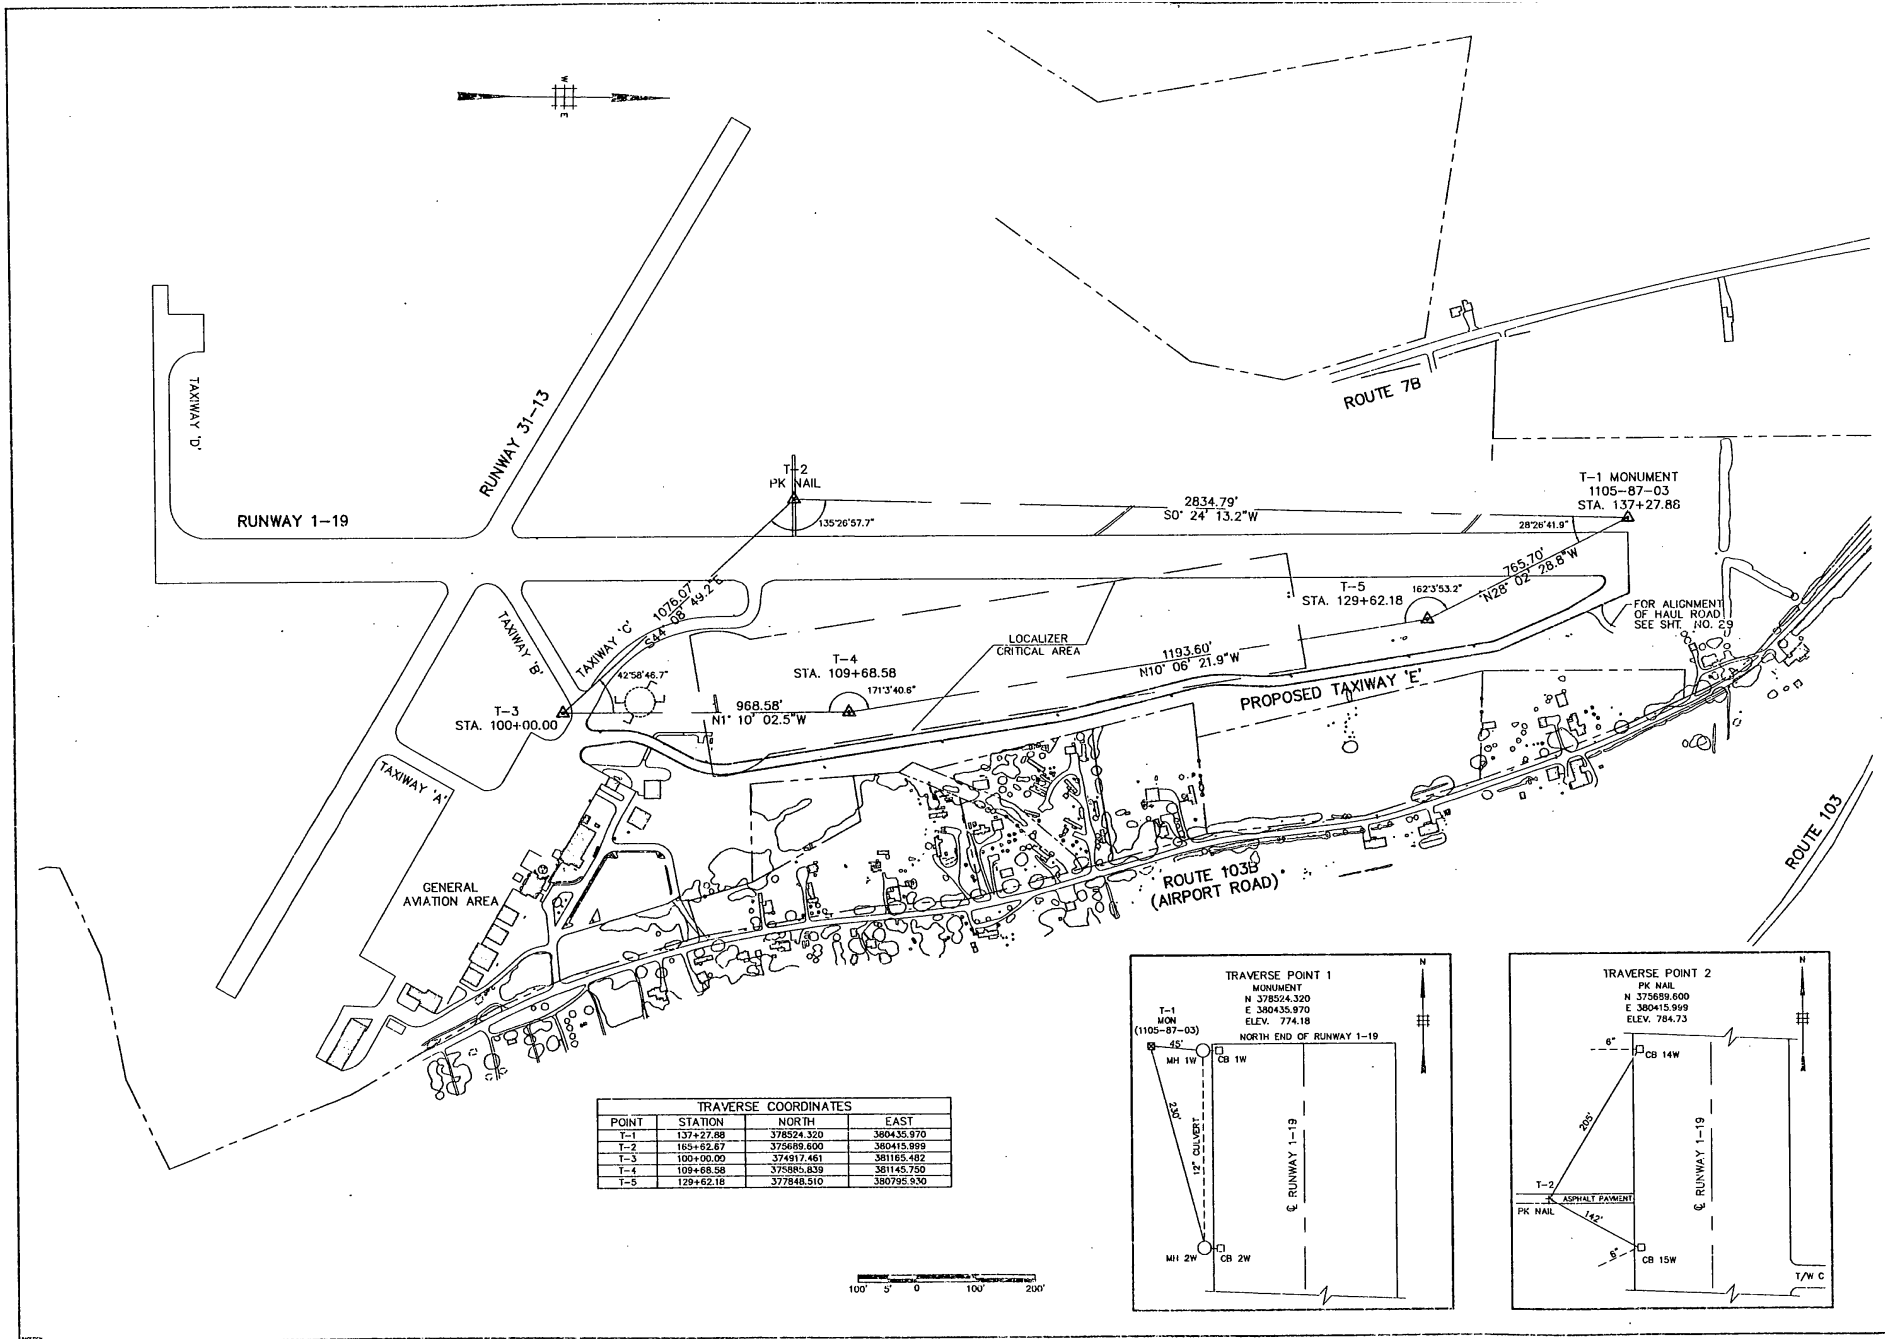 W
E
TAXIWAY 'D'
RUNWAY 31-13
RUNWAY 1-19
ROUTE 7B
T-2
PK NAIL
135°26'57.7"
2834.79'
S0° 24' 13.2"W
T-1 MONUMENT
1105-87-03
STA. 137+27.88
28°26'41.9"
765.70'
N28° 02' 28.8"W
T-5
STA. 129+62.18
162°3'53.2"
FOR ALIGNMENT
OF HAUL ROAD
SEE SHT. NO. 29
1076.07'
S44° 08' 49.2"E
TAXIWAY 'B'
TAXIWAY 'C'
LOCALIZER
CRITICAL AREA
1193.60'
N10° 06' 21.9"W
T-4
STA. 109+68.58
171°3'40.6"
42°58'46.7"
T-3
STA. 100+00.00
968.58'
N1° 10' 02.5"W
PROPOSED TAXIWAY 'E'
TAXIWAY 'A'
GENERAL
AVIATION AREA
ROUTE 103B
(AIRPORT ROAD)
ROUTE 103
TRAVERSE COORDINATES
POINT STATION NORTH EAST
T-1 137+27.88 378524.320 380435.970
T-2 165+62.67 375689.600 380415.999
T-3 100+00.00 374917.461 381165.482
T-4 109+68.58 375885.839 381145.750
T-5 129+62.18 377848.510 380795.930
100' 5' 0 100' 200'
TRAVERSE POINT 1
MONUMENT
N 378524.320
E 380435.970
ELEV. 774.18
N
T-1
MON
(1105-87-03)
NORTH END OF RUNWAY 1-19
45'
MH 1W
CB 1W
230'
12" CULVERT
℄ RUNWAY 1-19
MH 2W
CB 2W
TRAVERSE POINT 2
PK NAIL
N 375689.600
E 380415.999
ELEV. 784.73
N
6"
CB 14W
205'
℄ RUNWAY 1-19
T-2
ASPHALT PAVMENT
PK NAIL
142'
6"
CB 15W
T/W C